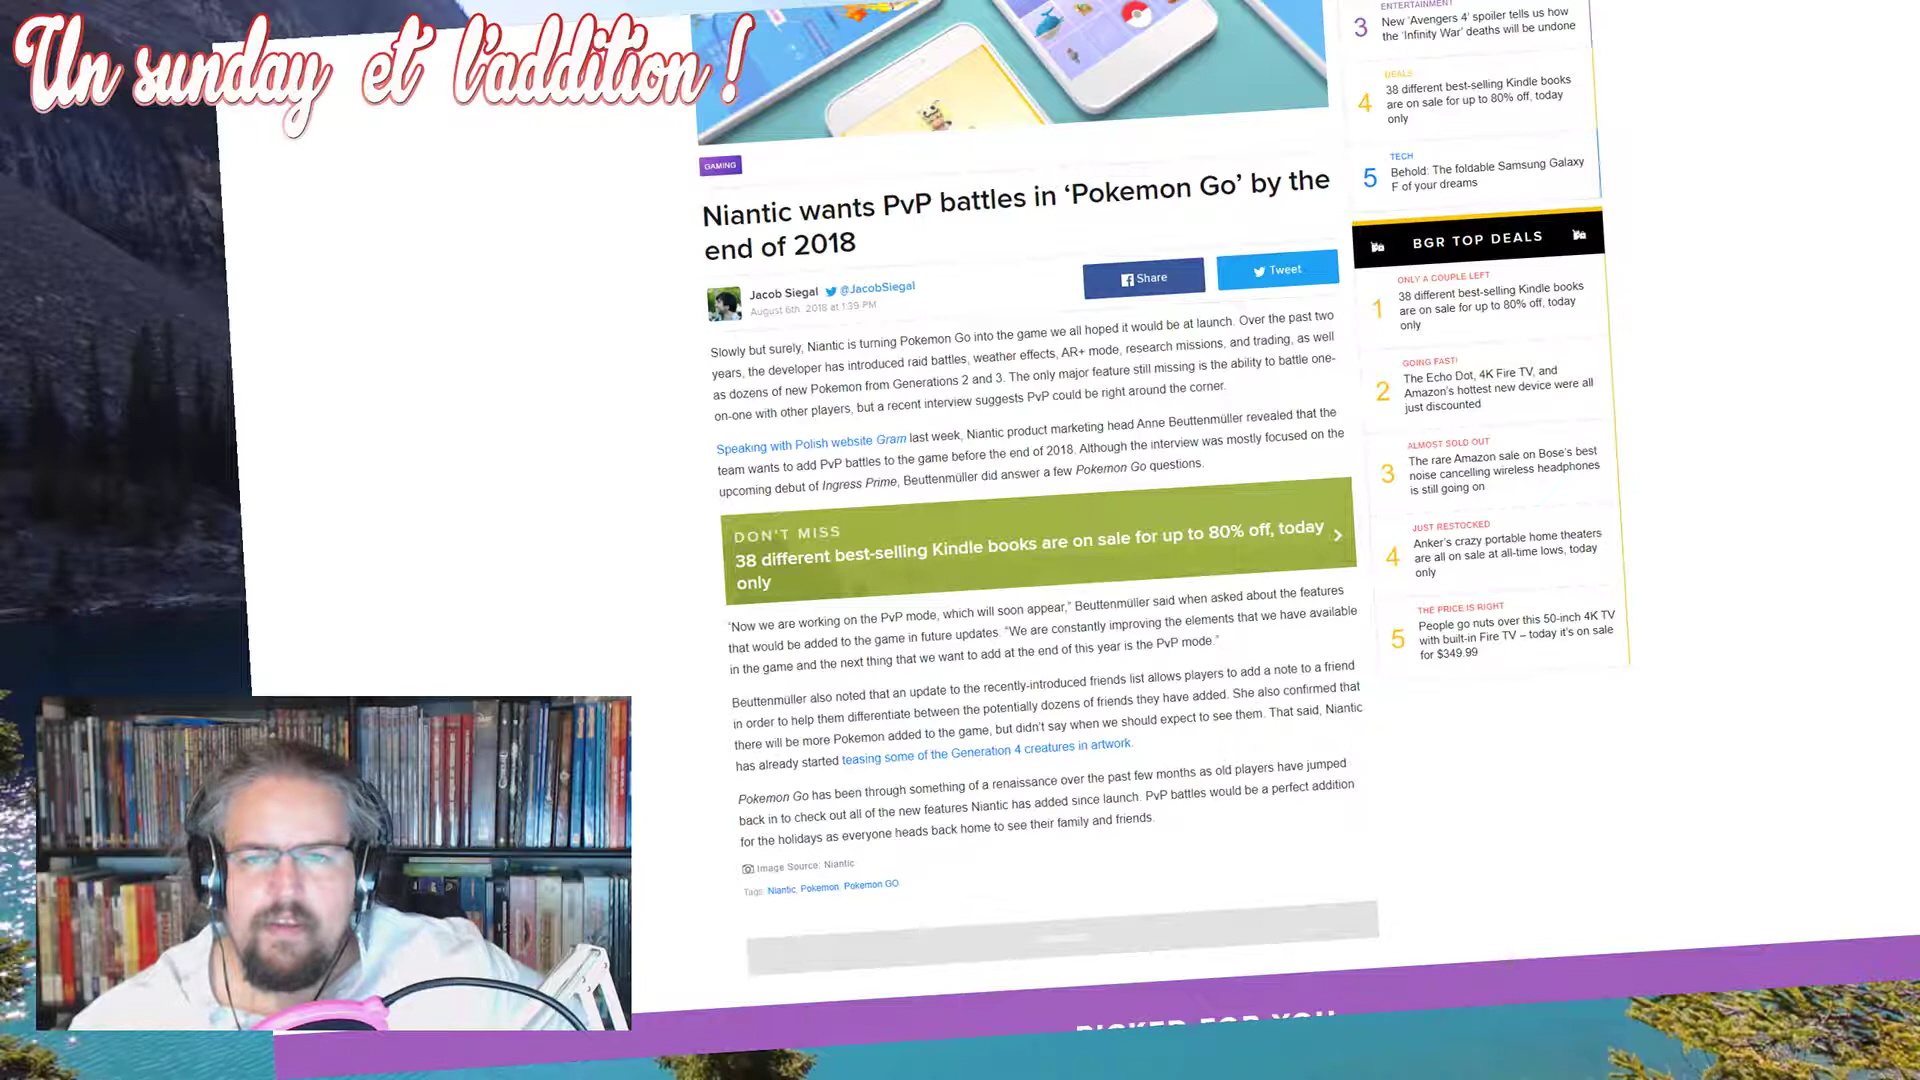 Un sunday et l'addition !
GAMING
Niantic wants PvP battles in ‘Pokemon Go’ by the
end of 2018
Jacob Siegal @JacobSiegal
August 6th, 2018 at 1:39 PM
Share
Tweet
Slowly but surely, Niantic is turning Pokemon Go into the game we all hoped it would be at launch. Over the past two
years, the developer has introduced raid battles, weather effects, AR+ mode, research missions, and trading, as well
as dozens of new Pokemon from Generations 2 and 3. The only major feature still missing is the ability to battle one-
on-one with other players, but a recent interview suggests PvP could be right around the corner.
Speaking with Polish website Gram last week, Niantic product marketing head Anne Beuttenmüller revealed that the
team wants to add PvP battles to the game before the end of 2018. Although the interview was mostly focused on the
upcoming debut of Ingress Prime, Beuttenmüller did answer a few Pokemon Go questions.
DON'T MISS
38 different best-selling Kindle books are on sale for up to 80% off, today
only
“Now we are working on the PvP mode, which will soon appear,” Beuttenmüller said when asked about the features
that would be added to the game in future updates. “We are constantly improving the elements that we have available
in the game and the next thing that we want to add at the end of this year is the PvP mode.”
Beuttenmüller also noted that an update to the recently-introduced friends list allows players to add a note to a friend
in order to help them differentiate between the potentially dozens of friends they have added. She also confirmed that
there will be more Pokemon added to the game, but didn't say when we should expect to see them. That said, Niantic
has already started teasing some of the Generation 4 creatures in artwork.
Pokemon Go has been through something of a renaissance over the past few months as old players have jumped
back in to check out all of the new features Niantic has added since launch. PvP battles would be a perfect addition
for the holidays as everyone heads back home to see their family and friends.
Image Source: Niantic
Tags: Niantic, Pokemon, Pokemon GO
ENTERTAINMENT
3 New ‘Avengers 4’ spoiler tells us how
the ‘Infinity War’ deaths will be undone
DEALS
4 38 different best-selling Kindle books
are on sale for up to 80% off, today
only
TECH
5 Behold: The foldable Samsung Galaxy
F of your dreams
BGR TOP DEALS
ONLY A COUPLE LEFT
1 38 different best-selling Kindle books
are on sale for up to 80% off, today
only
GOING FAST!
2 The Echo Dot, 4K Fire TV, and
Amazon's hottest new device were all
just discounted
ALMOST SOLD OUT
3 The rare Amazon sale on Bose's best
noise cancelling wireless headphones
is still going on
JUST RESTOCKED
4 Anker's crazy portable home theaters
are all on sale at all-time lows, today
only
THE PRICE IS RIGHT
5 People go nuts over this 50-inch 4K TV
with built-in Fire TV – today it's on sale
for $349.99
PICKED FOR YOU